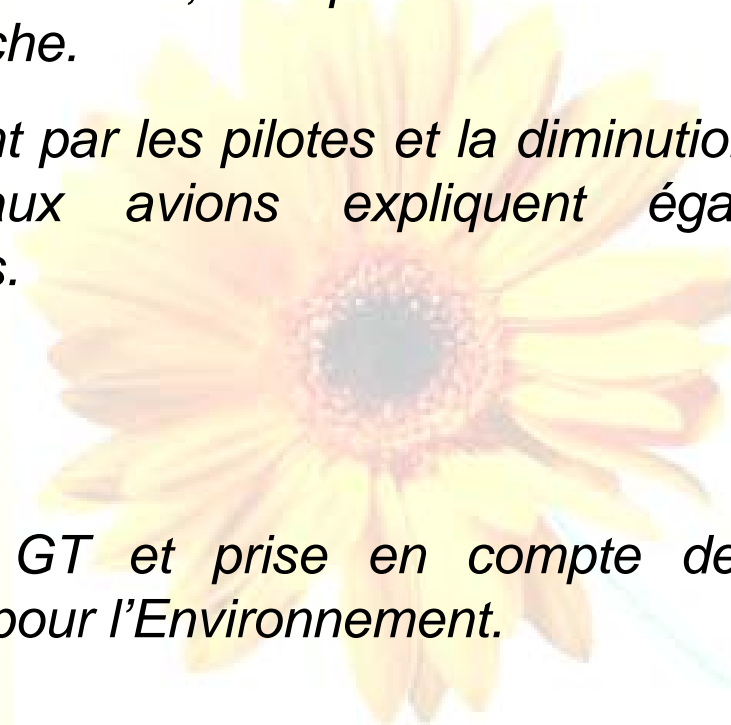 che.
nt par les pilotes et la diminution
aux avions expliquent éga
s.
GT et prise en compte de
pour l’Environnement.